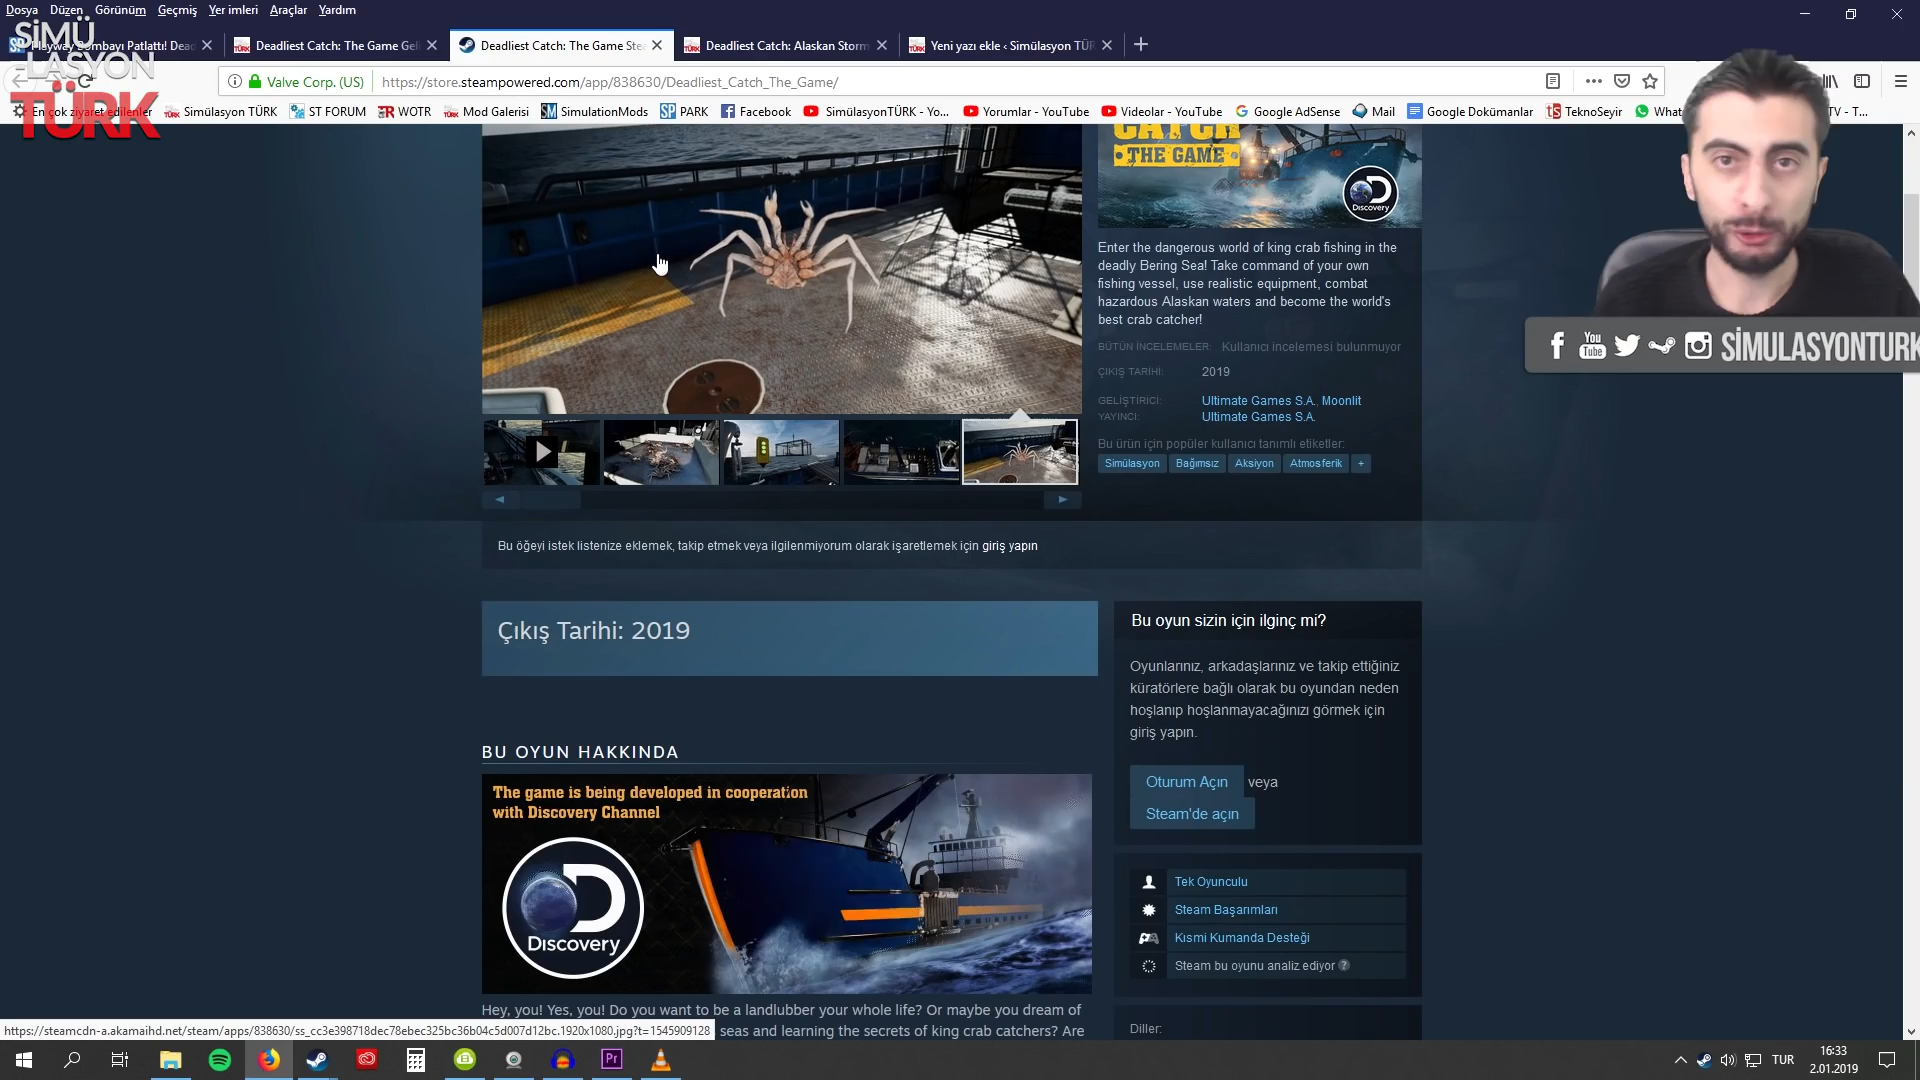 Dosya Düzen Görünüm Geçmiş Yer imleri Araçlar Yardım
SİMÜ
LASYON
TÜRK
Playway Bombayı Patlattı! Dead
Deadliest Catch: The Game Gel
Deadliest Catch: The Game Ste
Deadliest Catch: Alaskan Storm
Yeni yazı ekle ‹ Simülasyon TÜR
Valve Corp. (US)
https://store.steampowered.com/app/838630/Deadliest_Catch_The_Game/
En çok ziyaret edilenler Simülasyon TÜRK ST FORUM WOTR Mod Galerisi SimulationMods PARK Facebook SimülasyonTÜRK - Yo... Yorumlar - YouTube Videolar - YouTube Google AdSense Mail Google Dokümanlar TeknoSeyir What TV - T...
CATCH
THE GAME
DISCOVERY
Enter the dangerous world of king crab fishing in the
deadly Bering Sea! Take command of your own
fishing vessel, use realistic equipment, combat
hazardous Alaskan waters and become the world's
best crab catcher!
BÜTÜN İNCELEMELER: Kullanıcı incelemesi bulunmuyor
ÇIKIŞ TARİHİ: 2019
GELİŞTİRİCİ: Ultimate Games S.A., Moonlit
YAYINCI: Ultimate Games S.A.
Bu ürün için popüler kullanıcı tanımlı etiketler:
Simülasyon Bağımsız Aksiyon Atmosferik +
You
Tube
SİMULASYONTURK
Bu öğeyi istek listenize eklemek, takip etmek veya ilgilenmiyorum olarak işaretlemek için giriş yapın
Çıkış Tarihi: 2019
Bu oyun sizin için ilginç mi?
Oyunlarınız, arkadaşlarınız ve takip ettiğiniz
küratörlere bağlı olarak bu oyundan neden
hoşlanıp hoşlanmayacağınızı görmek için
giriş yapın.
Oturum Açın veya
Steam'de açın
BU OYUN HAKKINDA
The game is being developed in cooperation
with Discovery Channel
Discovery
Tek Oyunculu
Steam Başarımları
Kısmi Kumanda Desteği
Steam bu oyunu analiz ediyor ?
Diller:
Hey, you! Yes, you! Do you want to be a landlubber your whole life? Or maybe you dream of
seas and learning the secrets of king crab catchers? Are
https://steamcdn-a.akamaihd.net/steam/apps/838630/ss_cc3e398718dec78ebec325bc36b04c5d007d12bc.1920x1080.jpg?t=1545909128
Pr
TUR
16:33
2.01.2019